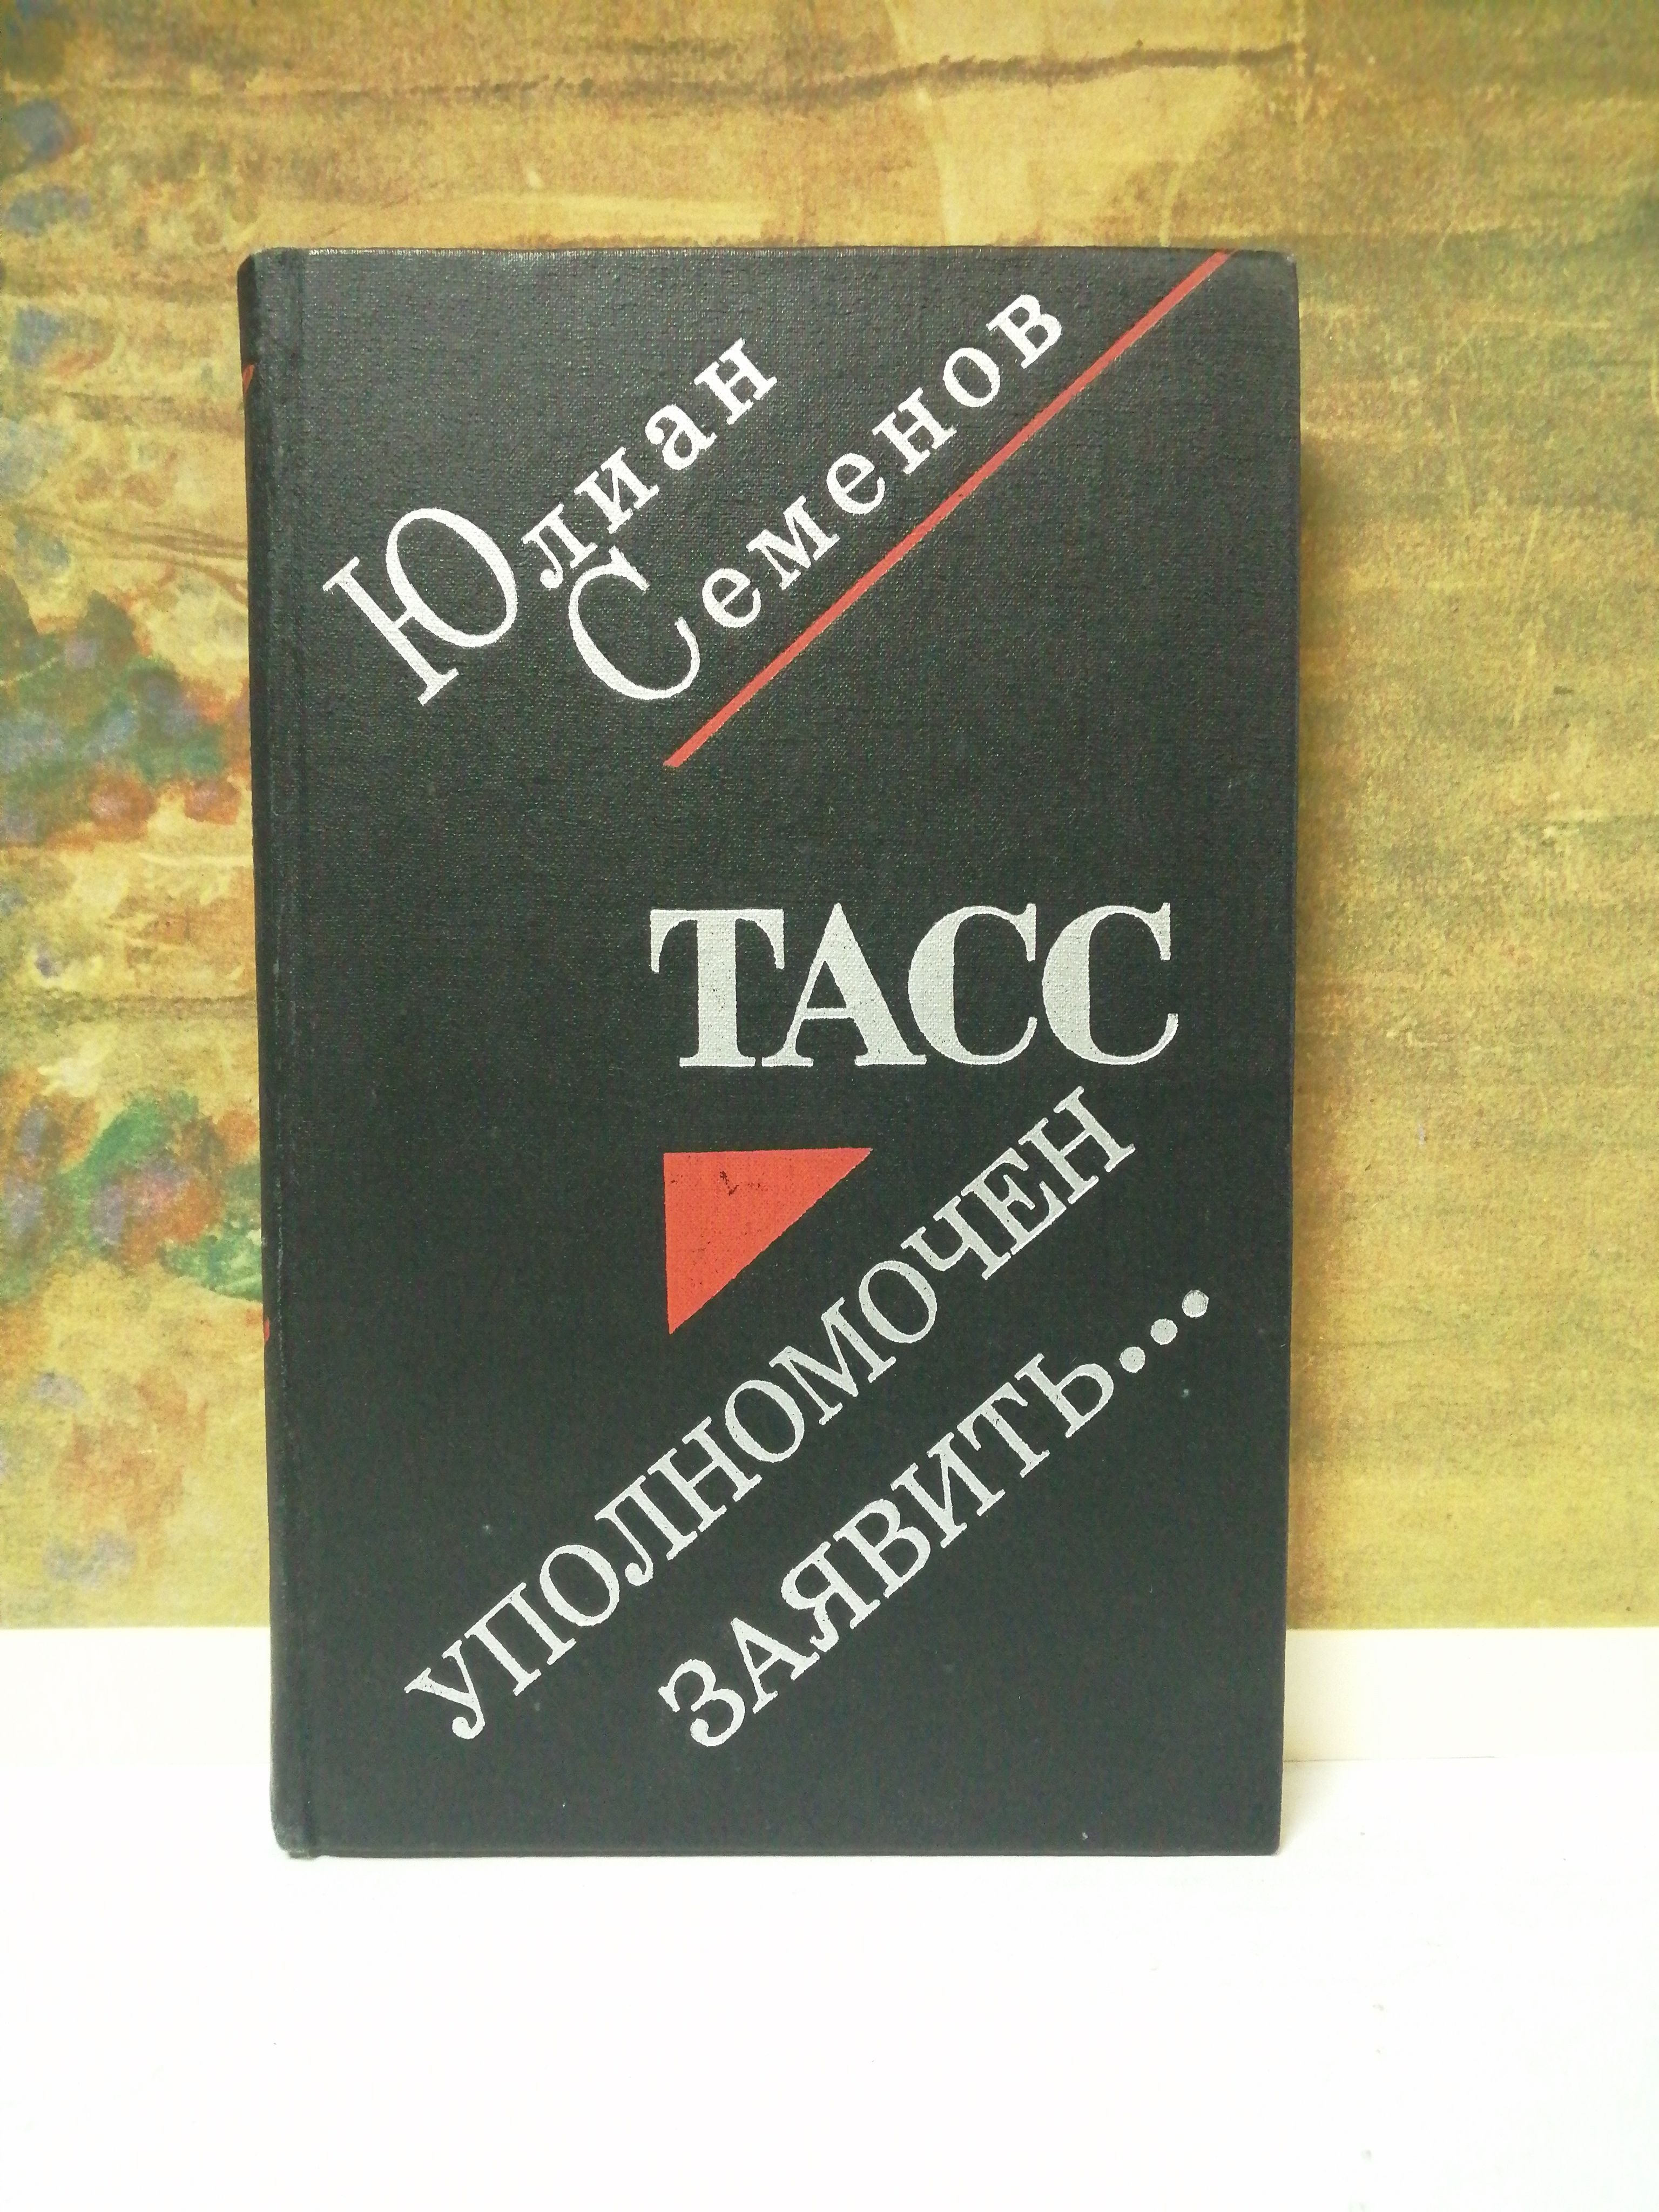 Юлиан
Семенов
ТАСС
УПОЛНОМОЧЕН
ЗАЯВИТЬ...